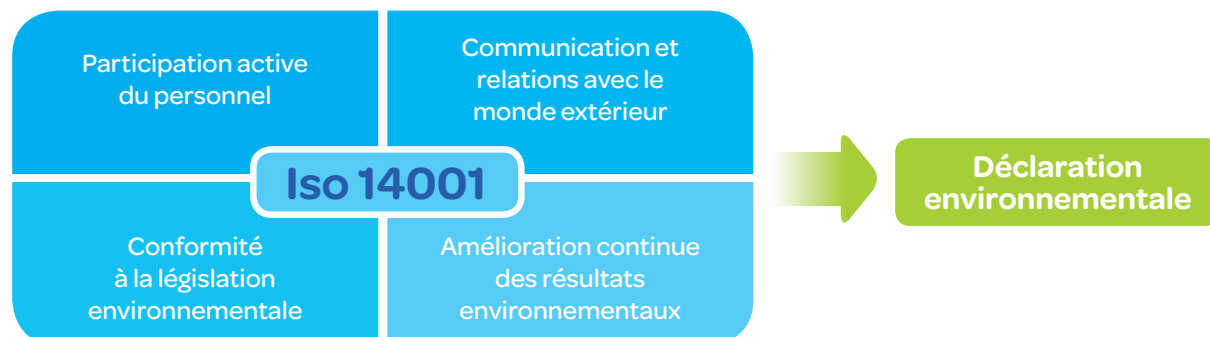 Participation active
du personnel
Communication et
relations avec le
monde extérieur
Iso 14001
Conformité
à la législation
environnementale
Amélioration continue
des résultats
environnementaux
Déclaration
environnementale